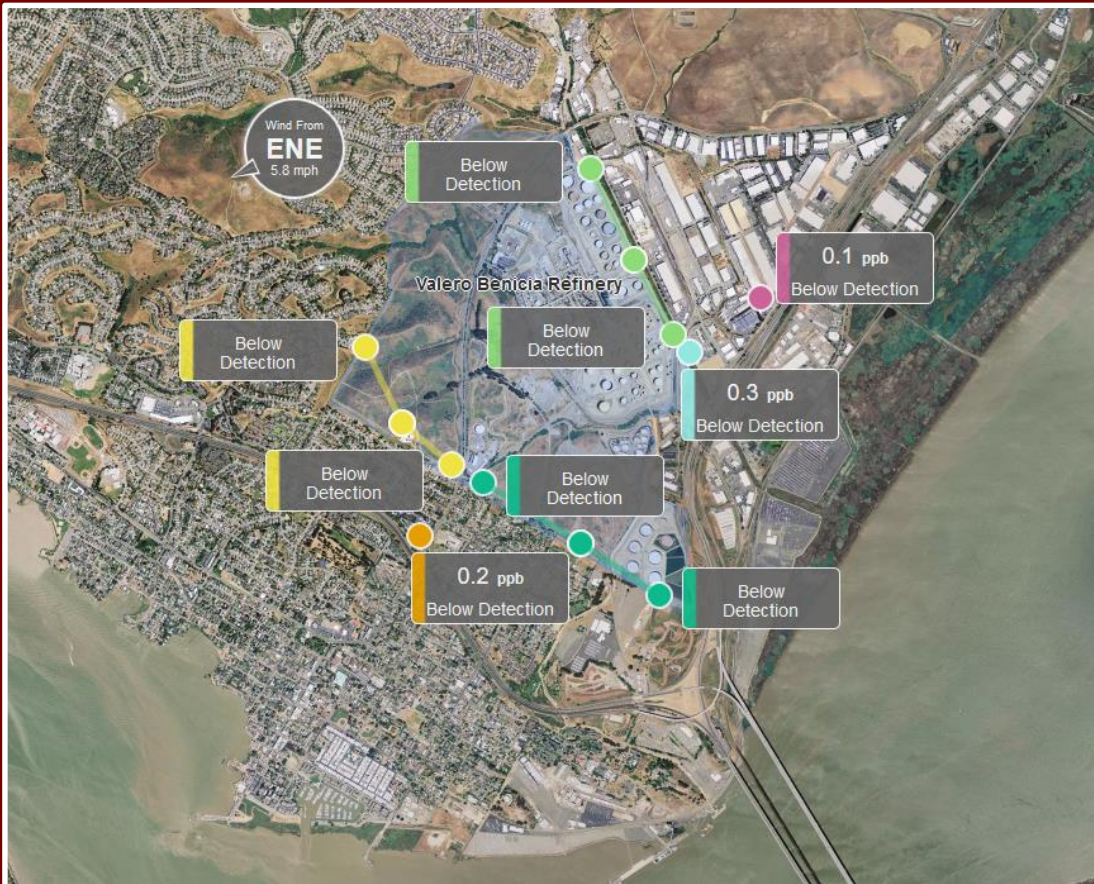 Wind From
ENE
5.8 mph
Below
Detection
0.1 ppb
Below Detection
Valero Benicia Refinery
Below
Detection
Below
Detection
0.3 ppb
Below Detection
Below
Detection
Below
Detection
0.2 ppb
Below Detection
Below
Detection